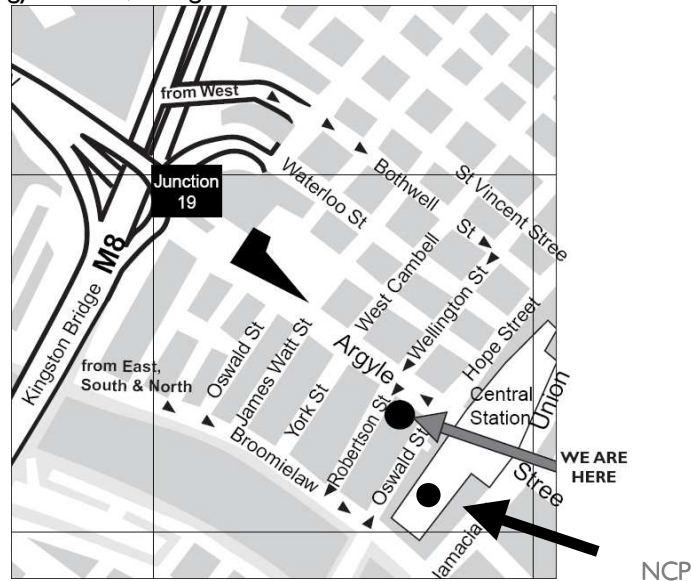 from West
Junction
19
M8
Kingston Bridge
Waterloo St
Bothwell
St
St Vincent Stree
West Cambell
Wellington St
Hope Street
Argyle
from East,
South & North
Oswald St
James Watt St
York St
Robertson St
Oswald St
Broomielaw
Central
Station
Union
Stree
WE ARE
HERE
Jamacia
NCP